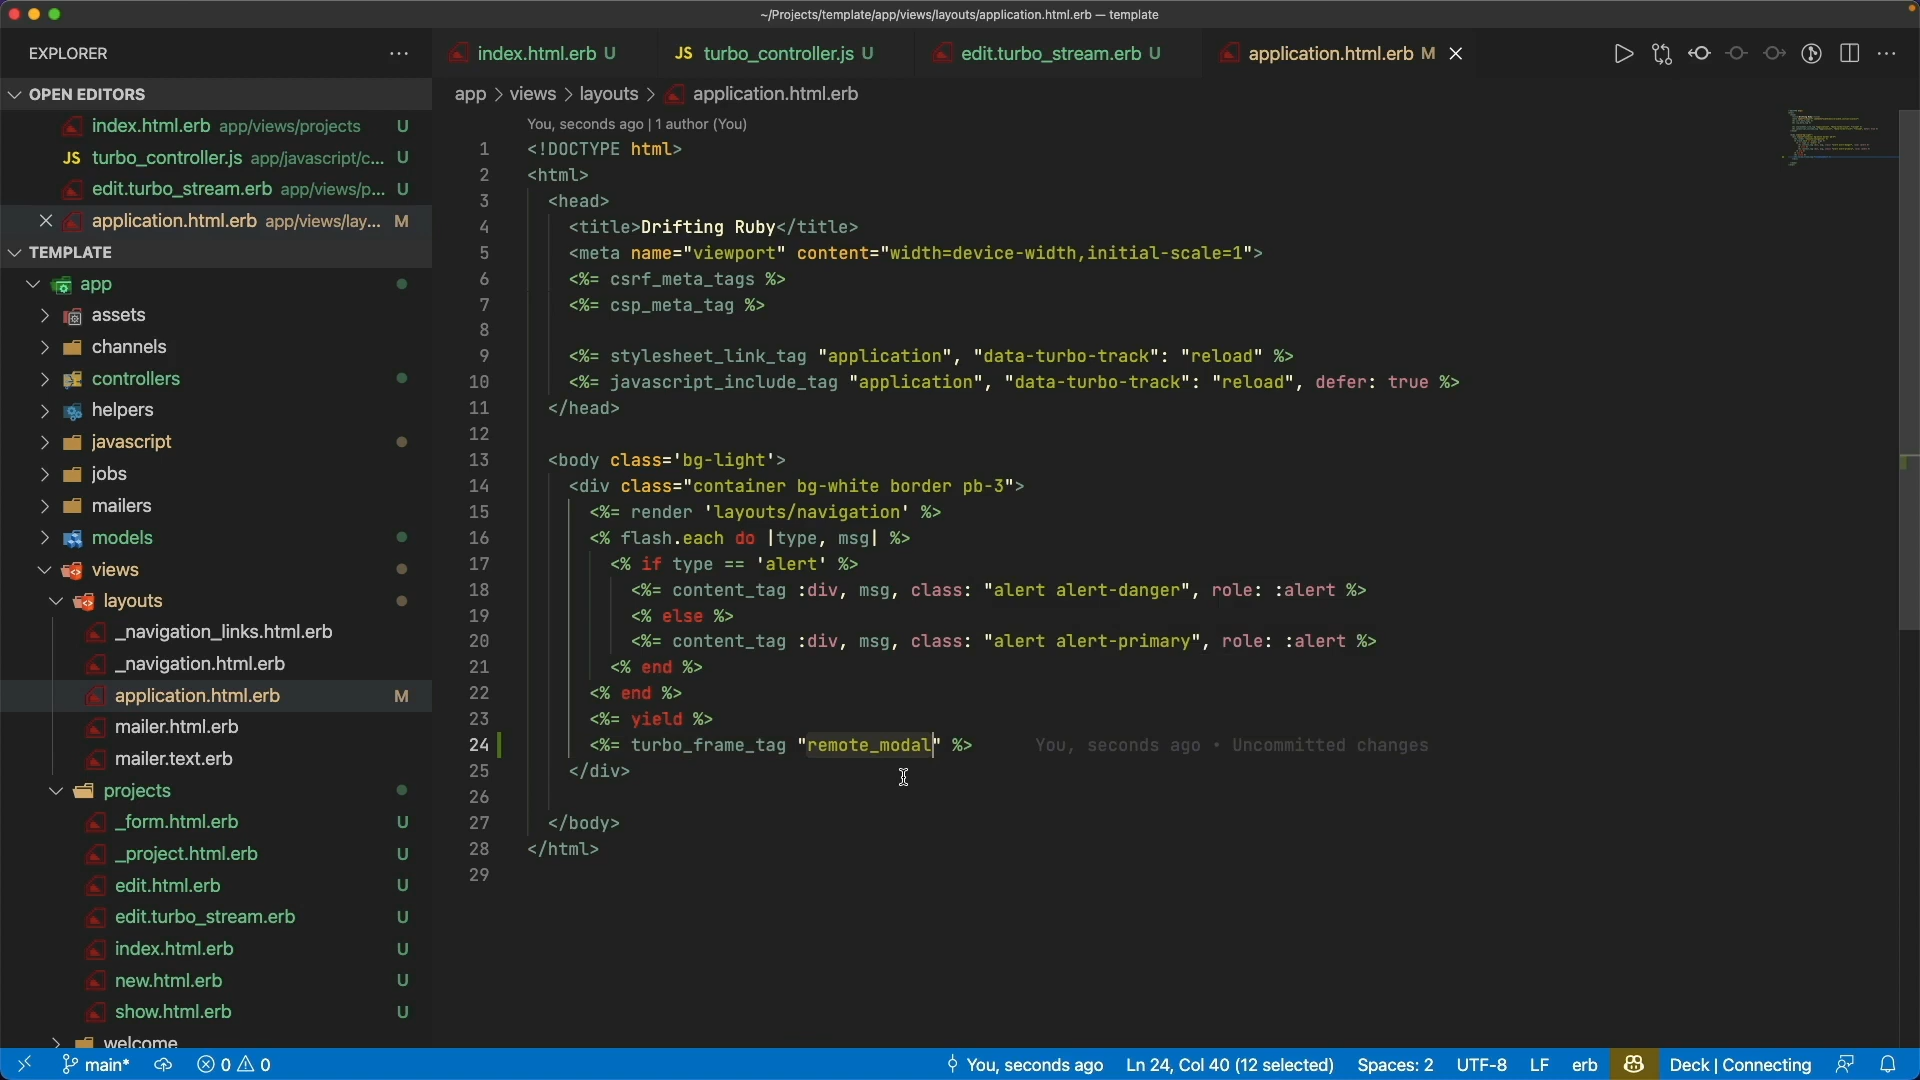 ~/Projects/template/app/views/layouts/application.html.erb — template
EXPLORER
index.html.erb U
JS turbo_controller.js U
edit.turbo_stream.erb U
application.html.erb M
OPEN EDITORS
index.html.erb app/views/projects U
JS turbo_controller.js app/javascript/c... U
edit.turbo_stream.erb app/views/p... U
application.html.erb app/views/lay... M
TEMPLATE
app
assets
channels
controllers
helpers
javascript
jobs
mailers
models
views
layouts
_navigation_links.html.erb
_navigation.html.erb
application.html.erb M
mailer.html.erb
mailer.text.erb
projects
_form.html.erb U
_project.html.erb U
edit.html.erb U
edit.turbo_stream.erb U
index.html.erb U
new.html.erb U
show.html.erb U
welcome
app > views > layouts > application.html.erb
You, seconds ago | 1 author (You)
1 <!DOCTYPE html>
2 <html>
3 <head>
4 <title>Drifting Ruby</title>
5 <meta name="viewport" content="width=device-width,initial-scale=1">
6 <%= csrf_meta_tags %>
7 <%= csp_meta_tag %>
8
9 <%= stylesheet_link_tag "application", "data-turbo-track": "reload" %>
10 <%= javascript_include_tag "application", "data-turbo-track": "reload", defer: true %>
11 </head>
12
13 <body class='bg-light'>
14 <div class="container bg-white border pb-3">
15 <%= render 'layouts/navigation' %>
16 <% flash.each do |type, msg| %>
17 <% if type == 'alert' %>
18 <%= content_tag :div, msg, class: "alert alert-danger", role: :alert %>
19 <% else %>
20 <%= content_tag :div, msg, class: "alert alert-primary", role: :alert %>
21 <% end %>
22 <% end %>
23 <%= yield %>
24 <%= turbo_frame_tag "remote_modal" %> You, seconds ago • Uncommitted changes
25 </div>
26
27 </body>
28 </html>
29
main* 0 0 You, seconds ago Ln 24, Col 40 (12 selected) Spaces: 2 UTF-8 LF erb Deck | Connecting